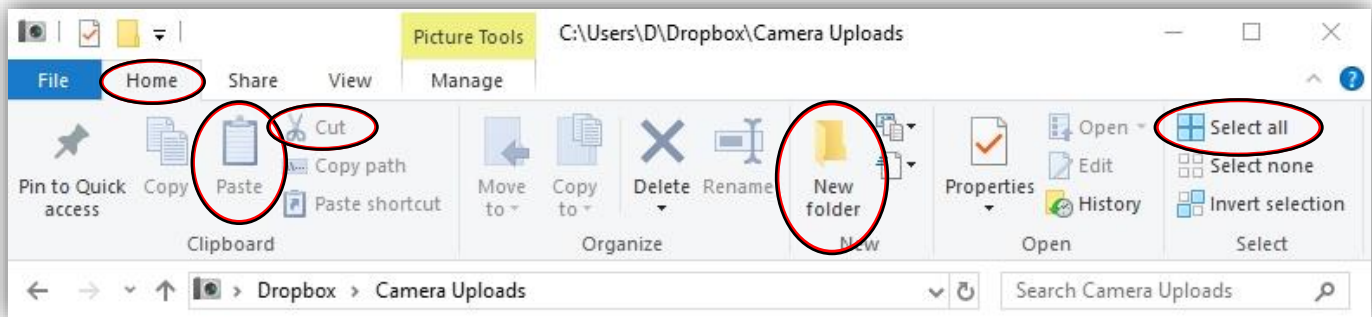 Picture Tools C:\Users\D\Dropbox\Camera Uploads
File Home Share View Manage
Pin to Quick access
Copy
Paste
Cut
Copy path
Paste shortcut
Clipboard
Move to
Copy to
Delete
Rename
Organize
New folder
New
Properties
Open
Edit
History
Open
Select all
Select none
Invert selection
Select
Dropbox > Camera Uploads
Search Camera Uploads